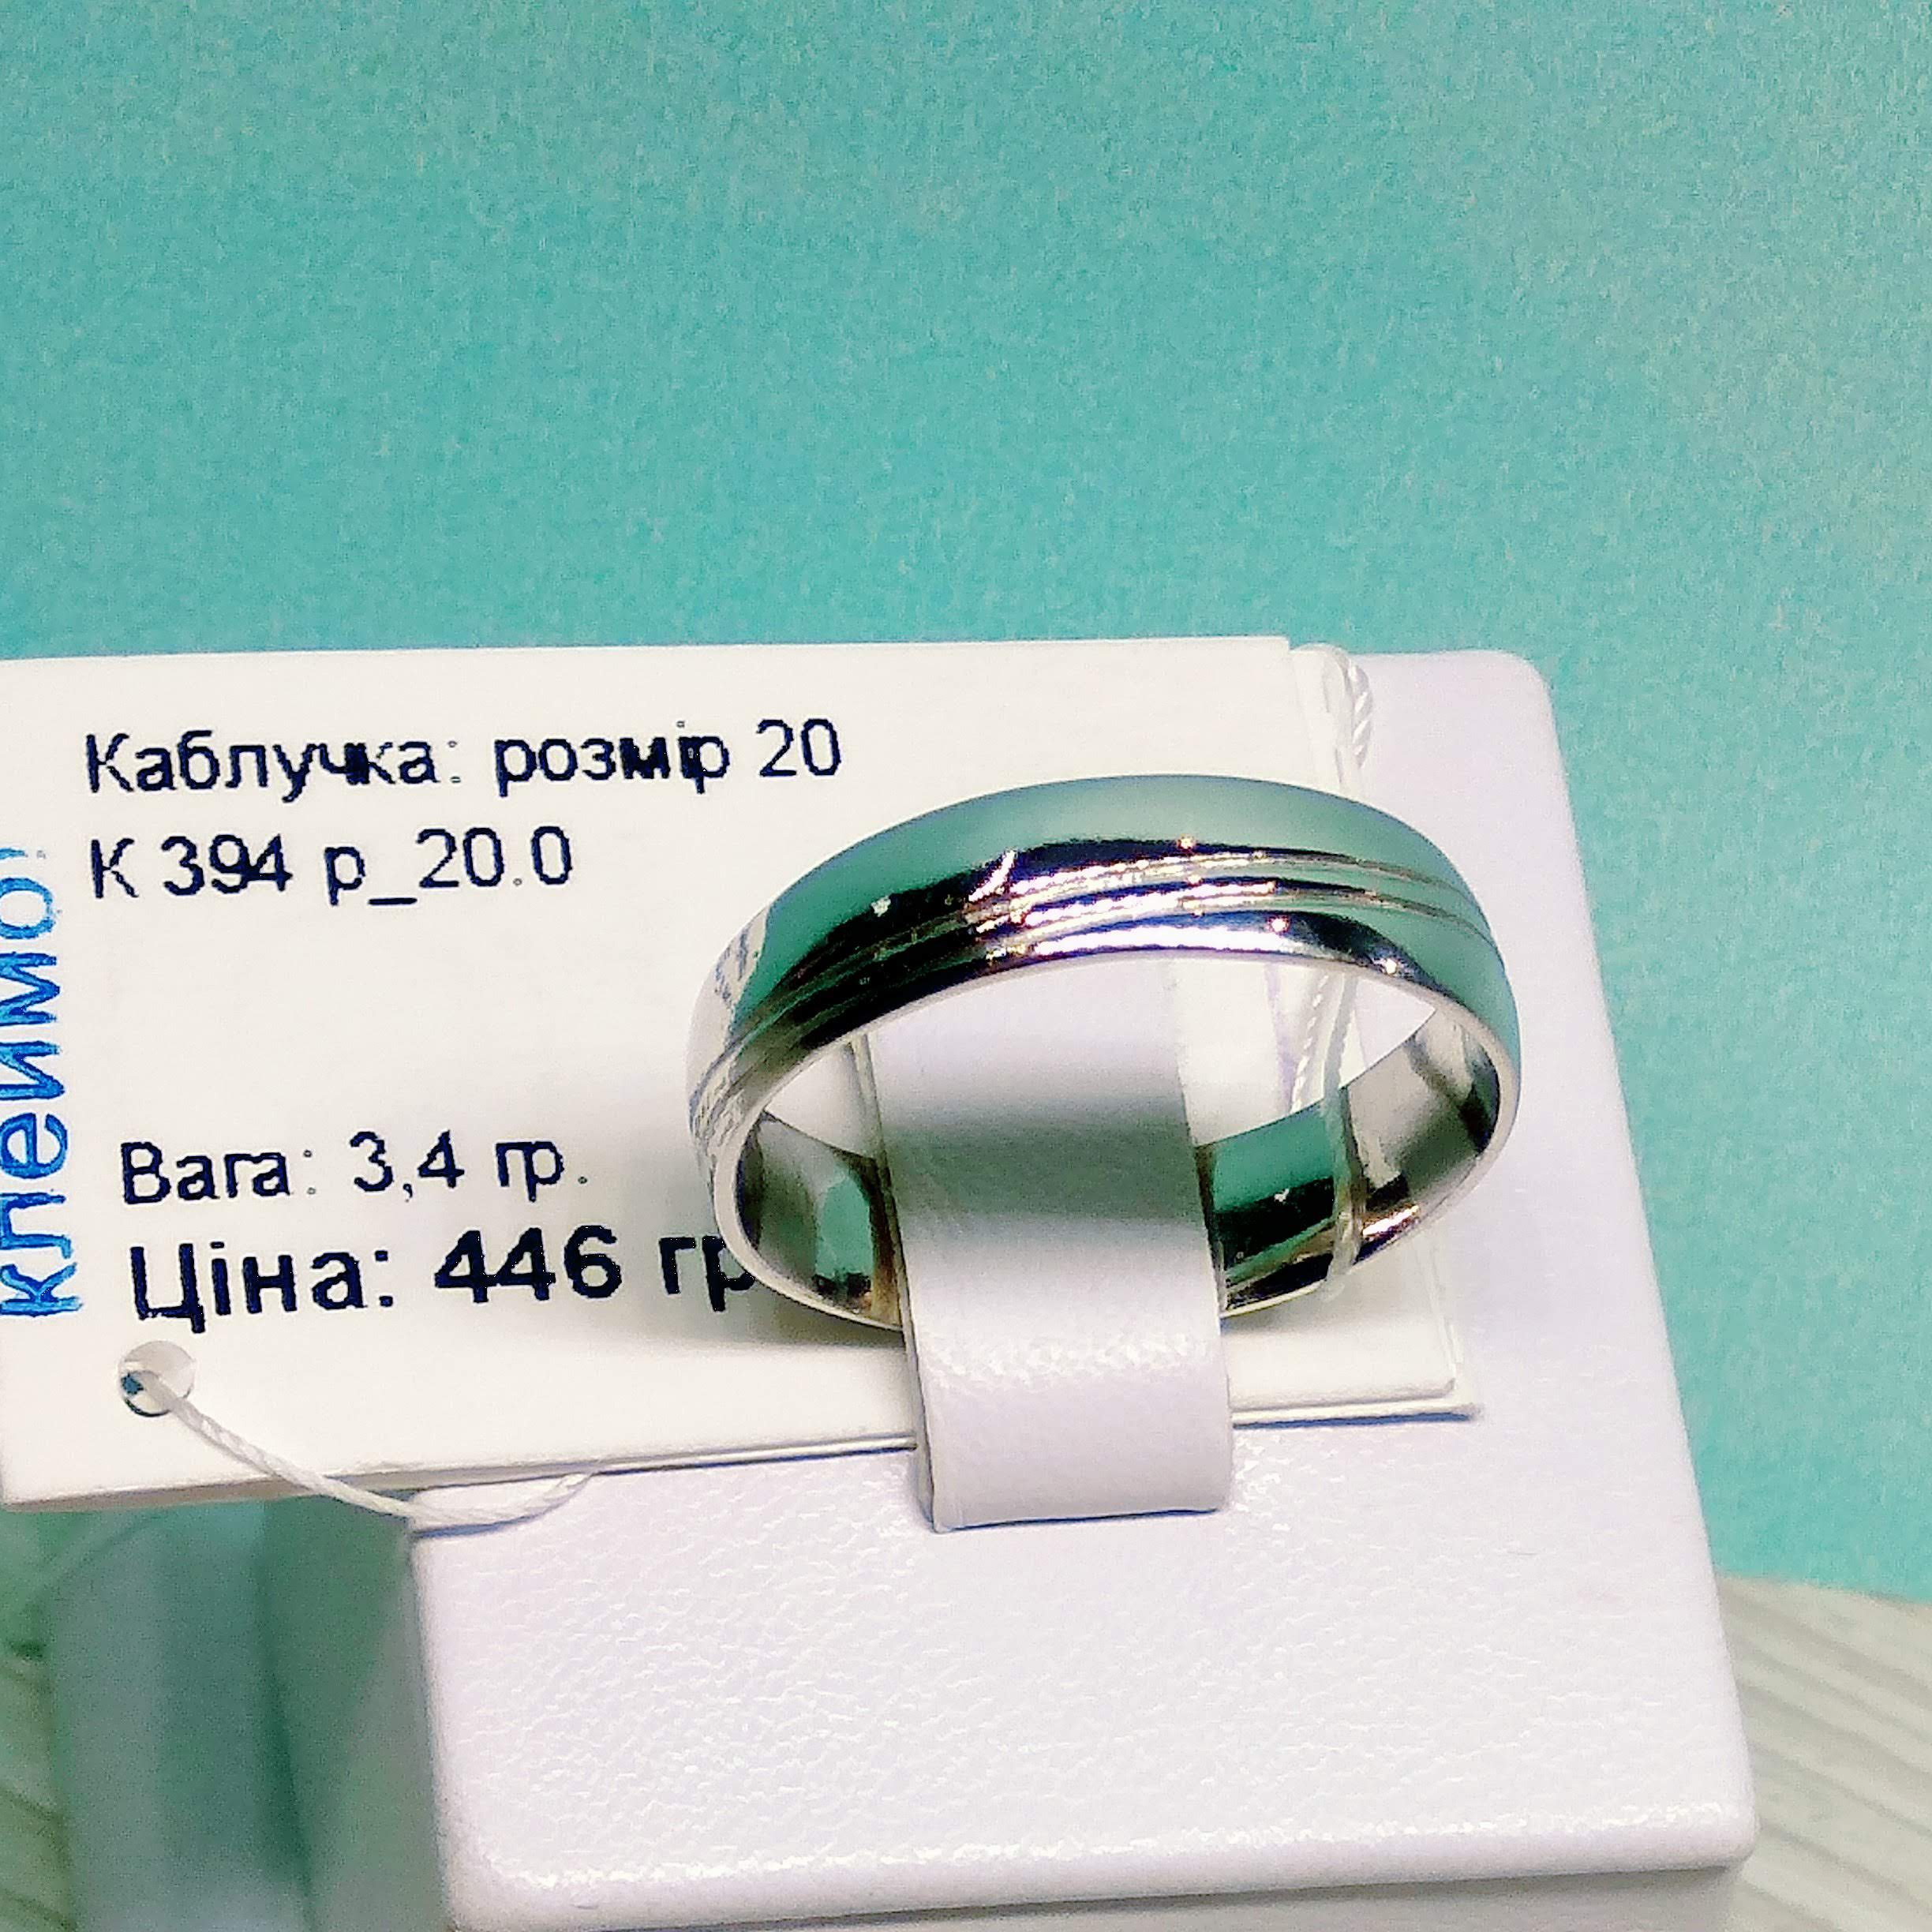 Каблучка: розмір 20
К 394 р_20.0
Вага: 3,4 гр.
Ціна: 446 гр
клеймо!